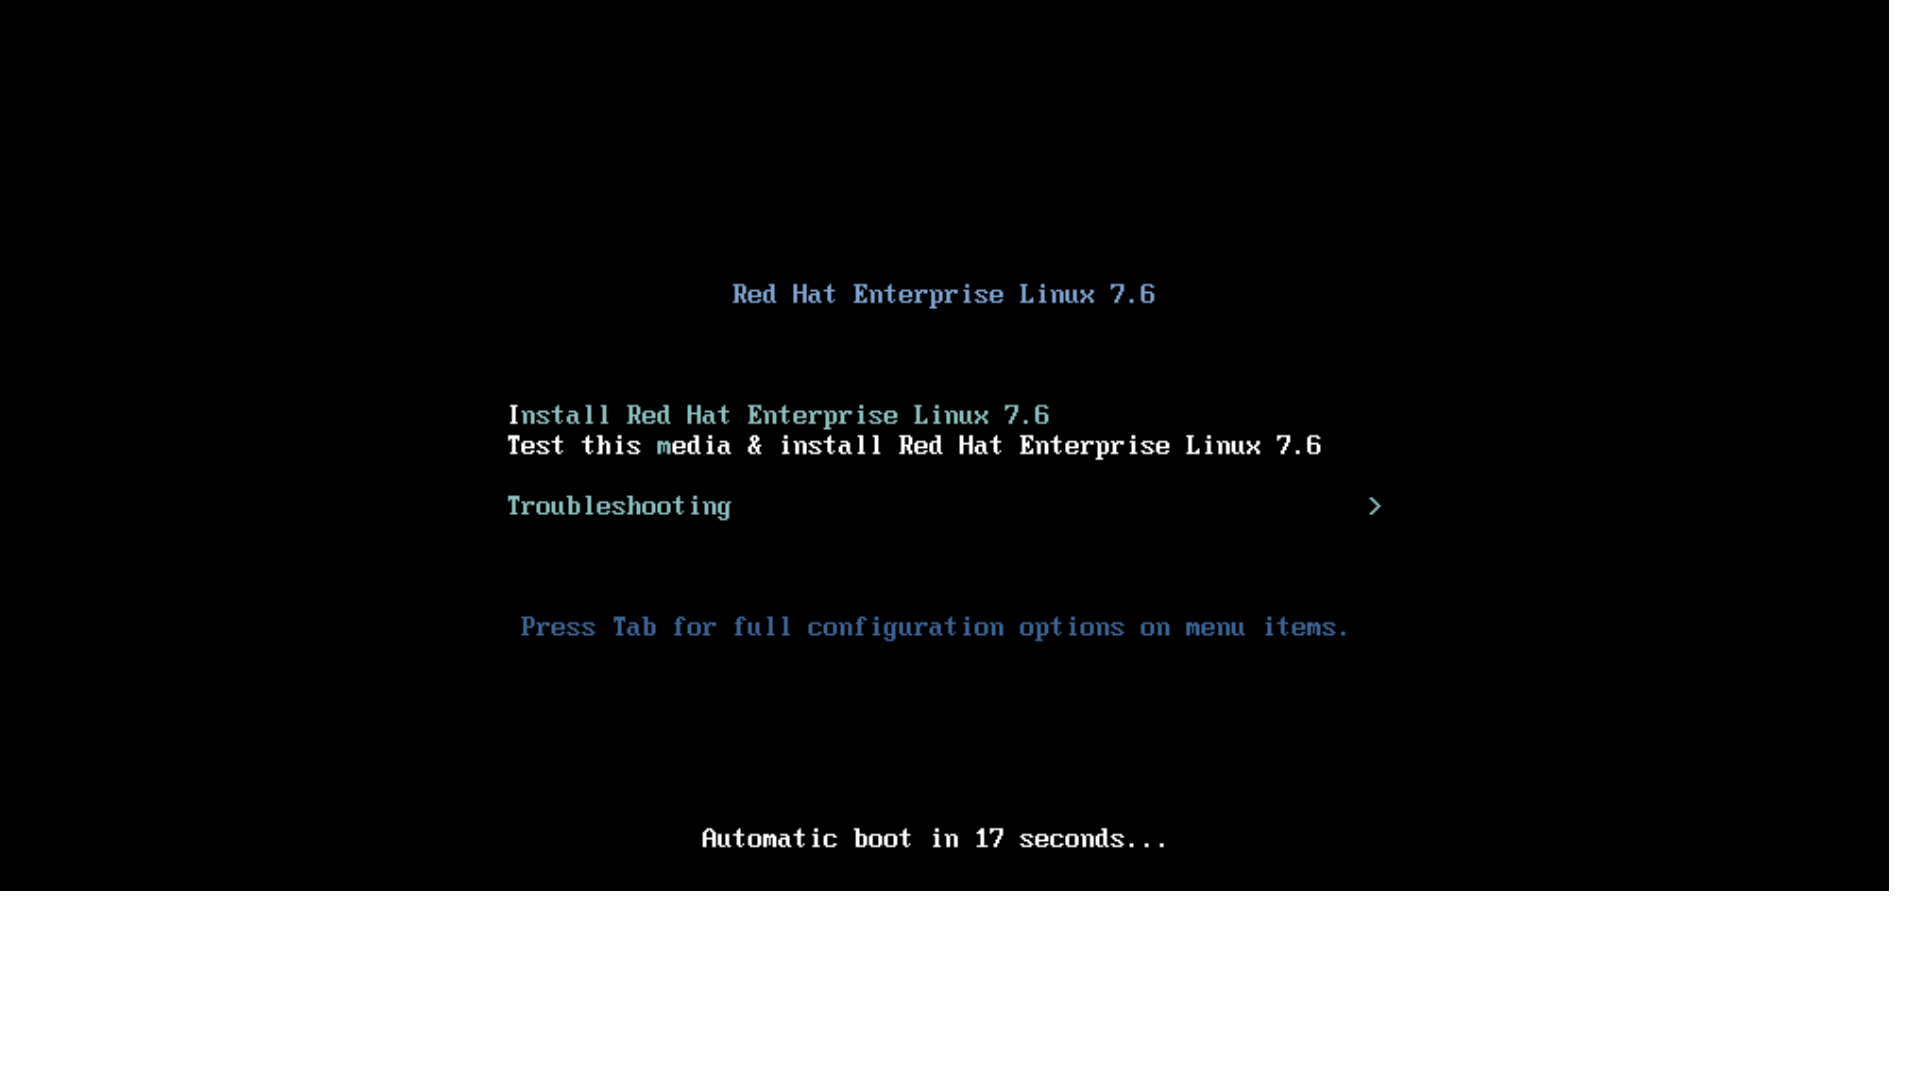 Red Hat Enterprise Linux 7.6
Install Red Hat Enterprise Linux 7.6
Test this media & install Red Hat Enterprise Linux 7.6
Troubleshooting >
Press Tab for full configuration options on menu items.
Automatic boot in 17 seconds...